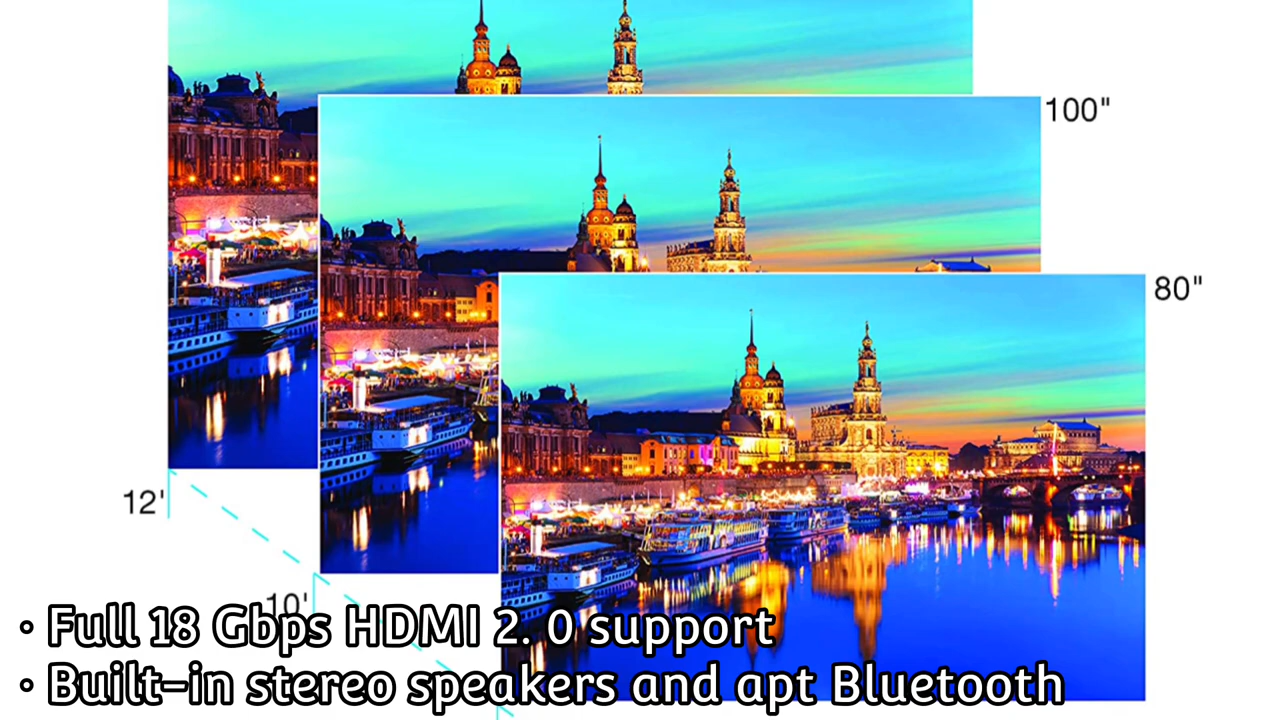 100"
80"
12'
10'
• Full 18 Gbps HDMI 2. 0 support
• Built-in stereo speakers and apt Bluetooth